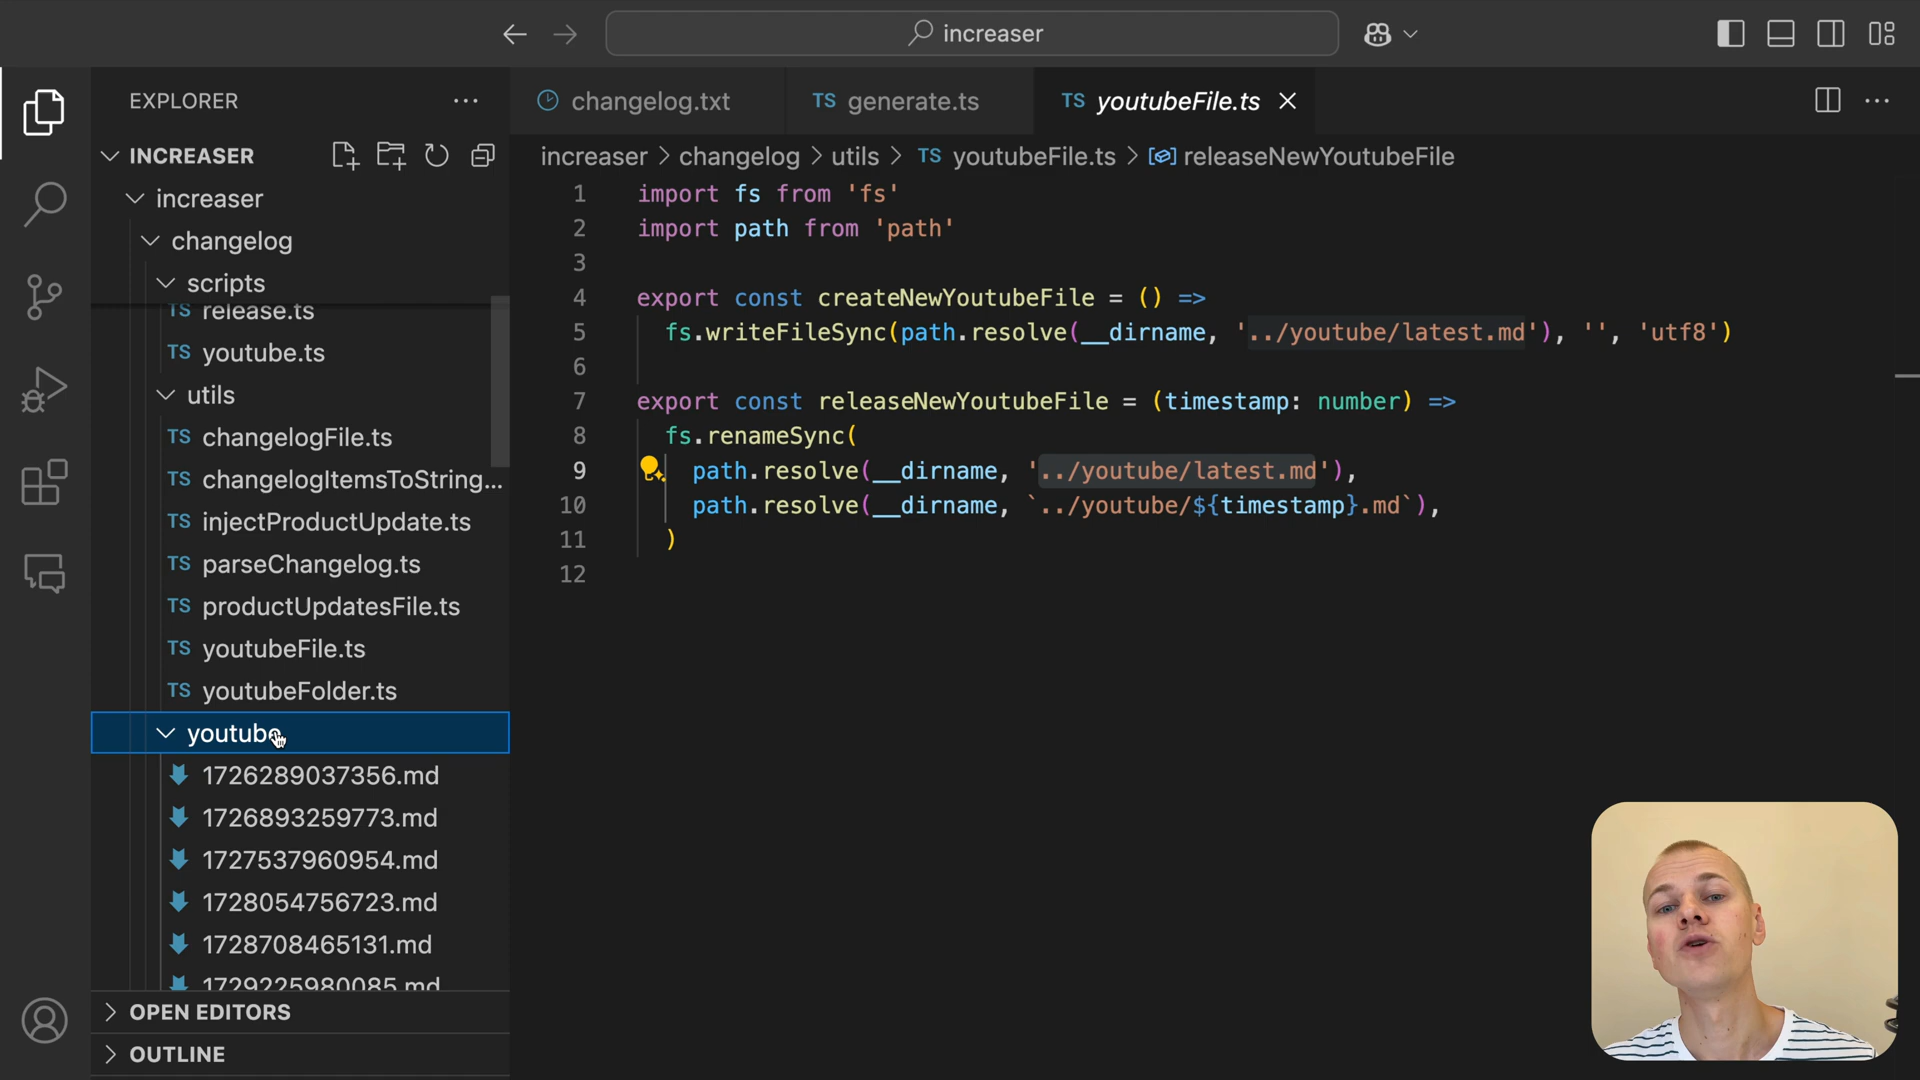 increaser
EXPLORER
changelog.txt
TS generate.ts
TS youtubeFile.ts
INCREASER
increaser > changelog > utils > TS youtubeFile.ts > releaseNewYoutubeFile
increaser
changelog
scripts
TS release.ts
TS youtube.ts
utils
TS changelogFile.ts
TS changelogItemsToString...
TS injectProductUpdate.ts
TS parseChangelog.ts
TS productUpdatesFile.ts
TS youtubeFile.ts
TS youtubeFolder.ts
youtube
1726289037356.md
1726893259773.md
1727537960954.md
1728054756723.md
1728708465131.md
1729225980085.md
OPEN EDITORS
OUTLINE
1 import fs from 'fs'
2 import path from 'path'
3
4 export const createNewYoutubeFile = () =>
5 fs.writeFileSync(path.resolve(__dirname, '../youtube/latest.md'), '', 'utf8')
6
7 export const releaseNewYoutubeFile = (timestamp: number) =>
8 fs.renameSync(
9 path.resolve(__dirname, '../youtube/latest.md'),
10 path.resolve(__dirname, `../youtube/${timestamp}.md`),
11 )
12